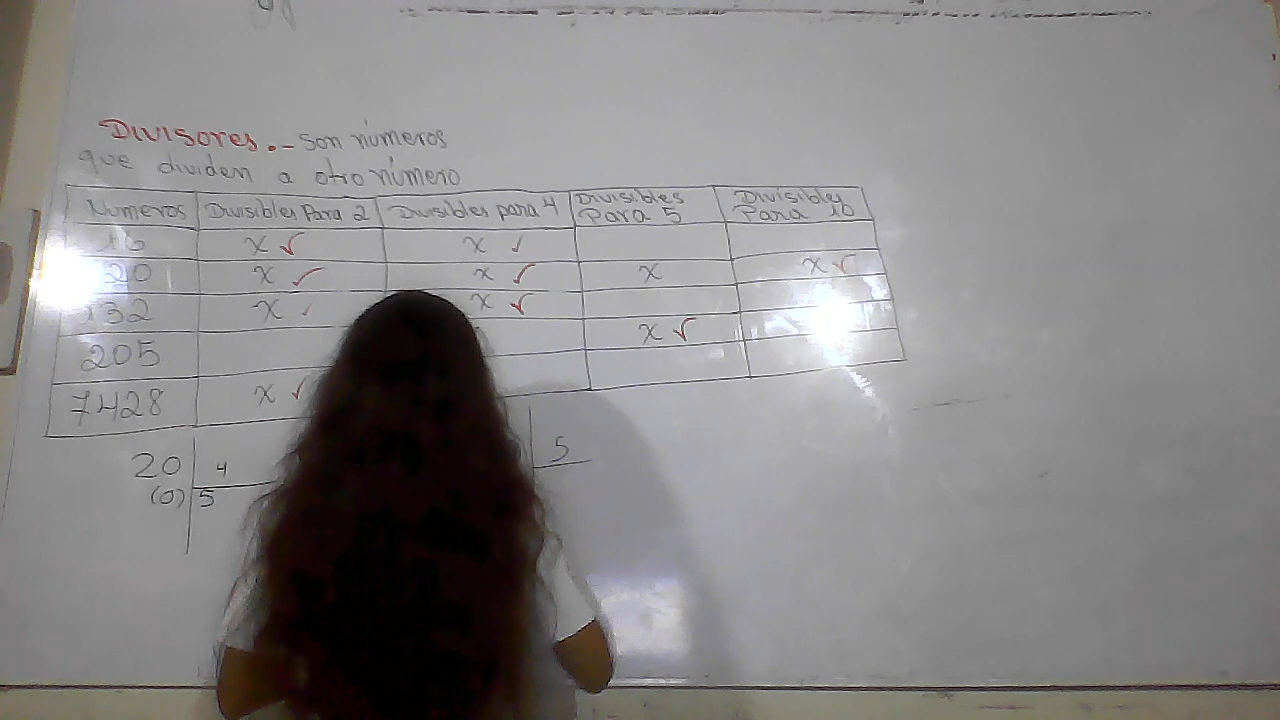 Divisores.- son números
que dividen a otro número
Numeros Divisibles Para 2 Divisibles para 4 Divisibles Para 5 Divisibles Para 10
16 x ✓ x ✓
20 x ✓ x ✓ x x ✓
132 x ✓ x ✓
205 x ✓
7428 x ✓
20 4 5
(0) 5